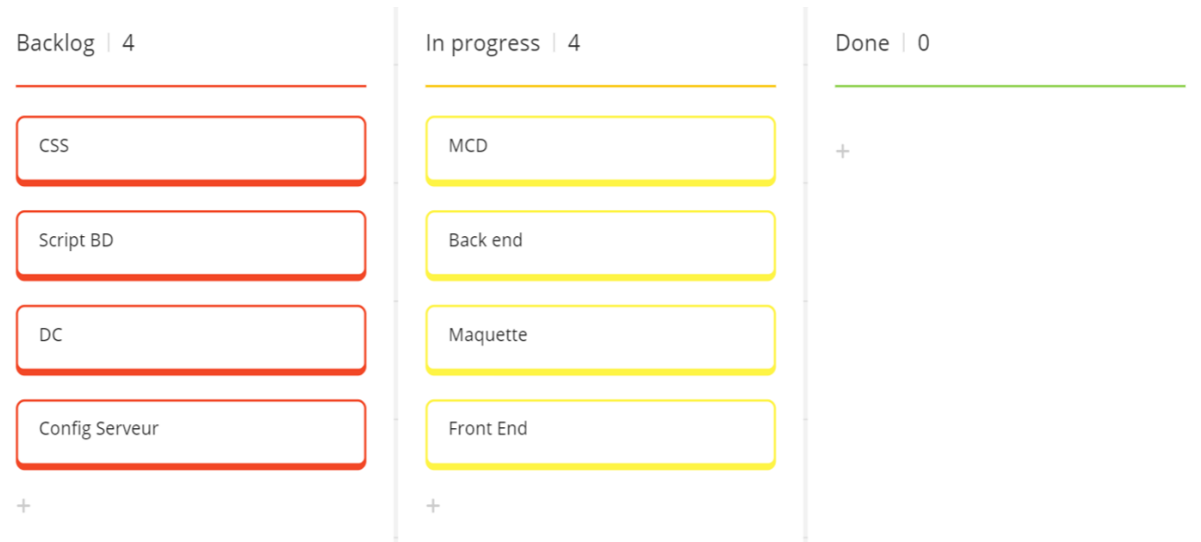 Backlog | 4
CSS
Script BD
DC
Config Serveur
+
In progress | 4
MCD
Back end
Maquette
Front End
+
Done | 0
+